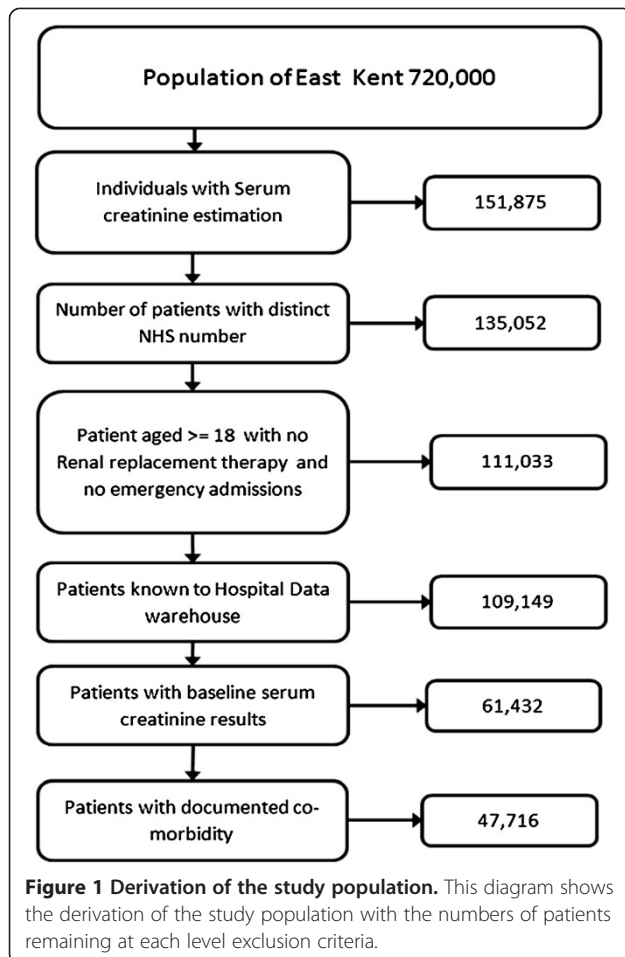 Population of East Kent 720,000
Individuals with Serum
creatinine estimation
151,875
Number of patients with distinct
NHS number
135,052
Patient aged >= 18 with no
Renal replacement therapy and
no emergency admissions
111,033
Patients known to Hospital Data
warehouse
109,149
Patients with baseline serum
creatinine results
61,432
Patients with documented co-
morbidity
47,716
Figure 1 Derivation of the study population. This diagram shows
the derivation of the study population with the numbers of patients
remaining at each level exclusion criteria.